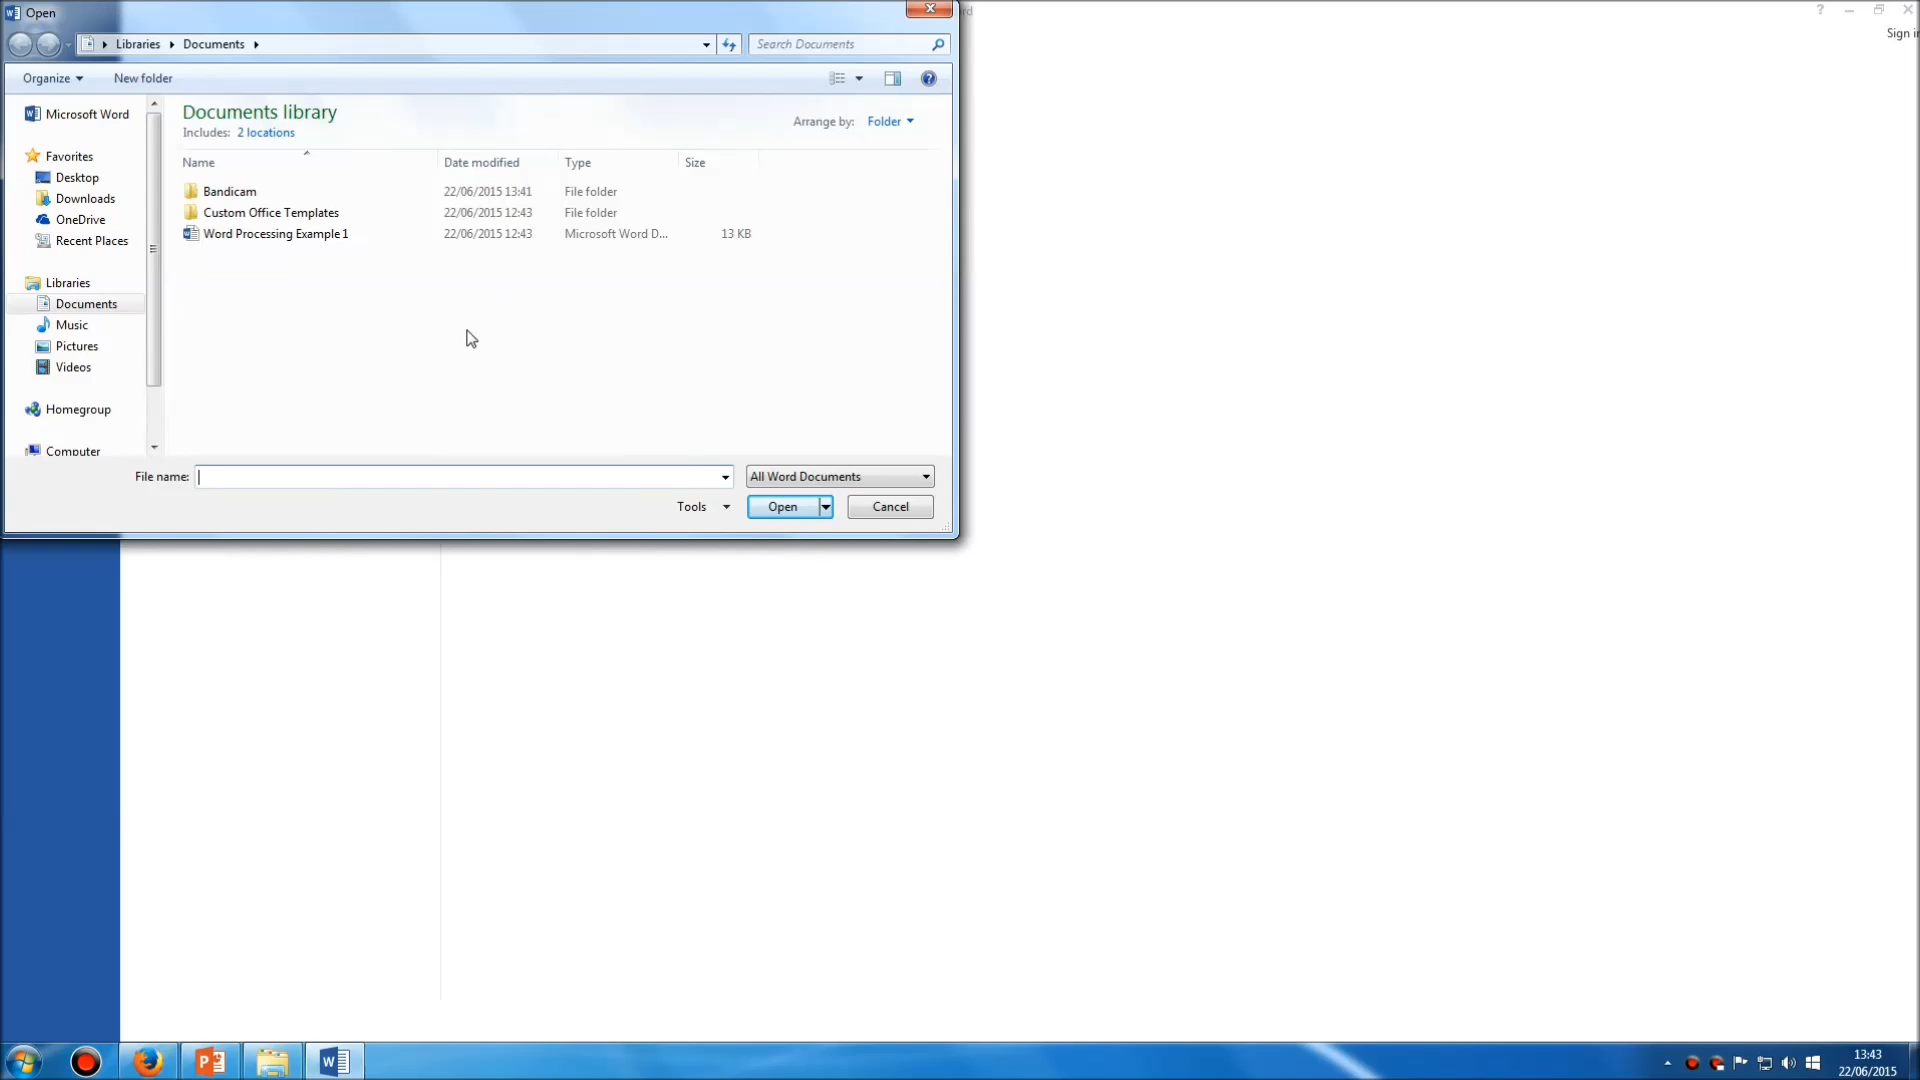 Open
rd
Sign in
Libraries Documents
Search Documents
Organize New folder
Microsoft Word
Favorites
Desktop
Downloads
OneDrive
Recent Places
Libraries
Documents
Music
Pictures
Videos
Homegroup
Computer
Documents library
Includes: 2 locations
Arrange by: Folder
Name Date modified Type Size
Bandicam 22/06/2015 13:41 File folder
Custom Office Templates 22/06/2015 12:43 File folder
Word Processing Example 1 22/06/2015 12:43 Microsoft Word D... 13 KB
File name: All Word Documents
Tools Open Cancel
13:43
22/06/2015